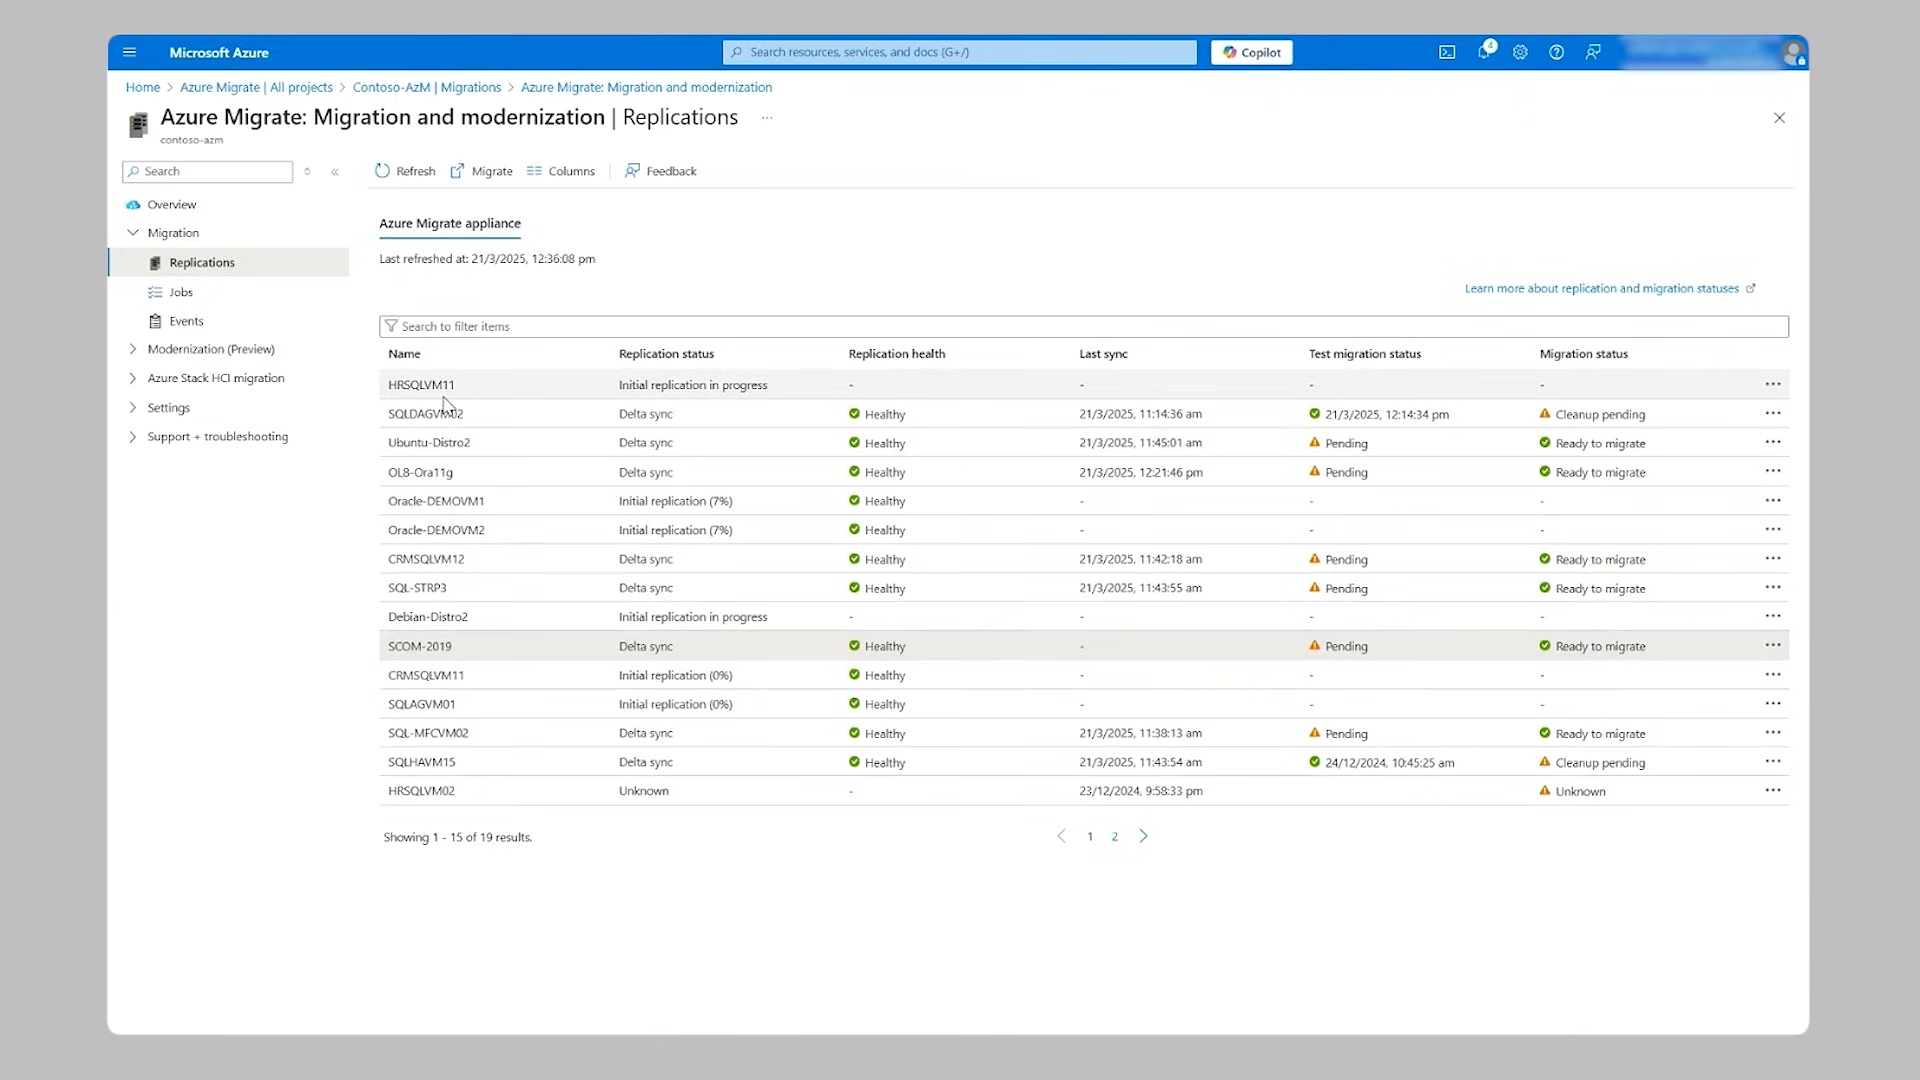 Microsoft Azure
Search resources, services, and docs (G+/)
Copilot
4
Home > Azure Migrate | All projects > Contoso-AzM | Migrations > Azure Migrate: Migration and modernization
Azure Migrate: Migration and modernization | Replications ...
contoso-azm
Search
Refresh Migrate Columns Feedback
Overview
Migration
Replications
Jobs
Events
Modernization (Preview)
Azure Stack HCI migration
Settings
Support + troubleshooting
Azure Migrate appliance
Last refreshed at: 21/3/2025, 12:36:08 pm
Learn more about replication and migration statuses
Search to filter items
Name Replication status Replication health Last sync Test migration status Migration status
HRSQLVM11 Initial replication in progress - - - -
SQLDAGVM02 Delta sync Healthy 21/3/2025, 11:14:36 am 21/3/2025, 12:14:34 pm Cleanup pending
Ubuntu-Distro2 Delta sync Healthy 21/3/2025, 11:45:01 am Pending Ready to migrate
OL8-Ora11g Delta sync Healthy 21/3/2025, 12:21:46 pm Pending Ready to migrate
Oracle-DEMOVM1 Initial replication (7%) Healthy - - -
Oracle-DEMOVM2 Initial replication (7%) Healthy - - -
CRMSQLVM12 Delta sync Healthy 21/3/2025, 11:42:18 am Pending Ready to migrate
SQL-STRP3 Delta sync Healthy 21/3/2025, 11:43:55 am Pending Ready to migrate
Debian-Distro2 Initial replication in progress - - - -
SCOM-2019 Delta sync Healthy - Pending Ready to migrate
CRMSQLVM11 Initial replication (0%) Healthy - - -
SQLAGVM01 Initial replication (0%) Healthy - - -
SQL-MFCVM02 Delta sync Healthy 21/3/2025, 11:38:13 am Pending Ready to migrate
SQLHAVM15 Delta sync Healthy 21/3/2025, 11:43:54 am 24/12/2024, 10:45:25 am Cleanup pending
HRSQLVM02 Unknown - 23/12/2024, 9:58:33 pm Unknown
Showing 1 - 15 of 19 results.
1 2